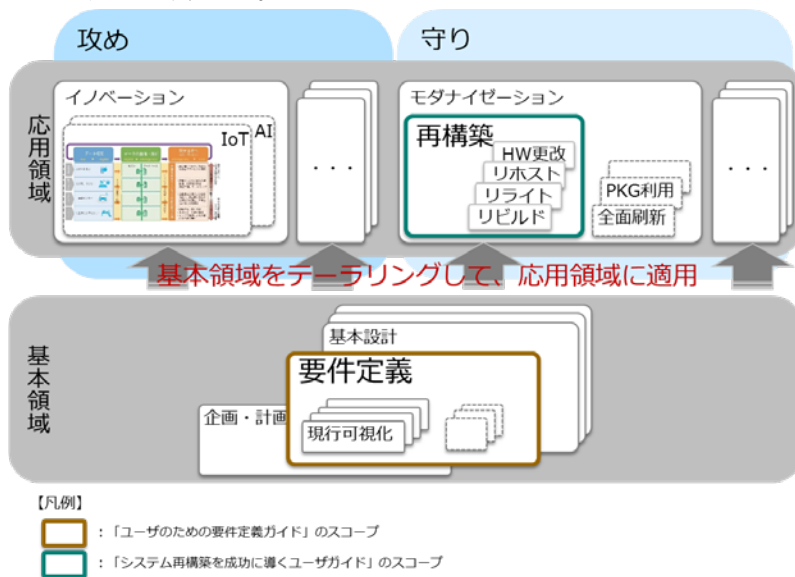 攻め
守り
応用領域
イノベーション
IoT
AI
・・・
モダナイゼーション
再構築
HW更改
リホスト
リライト
リビルド
PKG利用
全面刷新
・・・
基本領域をテーラリングして、応用領域に適用
基本領域
基本設計
要件定義
企画・計画
現行可視化
【凡例】
：「ユーザのための要件定義ガイド」のスコープ
：「システム再構築を成功に導くユーザガイド」のスコープ